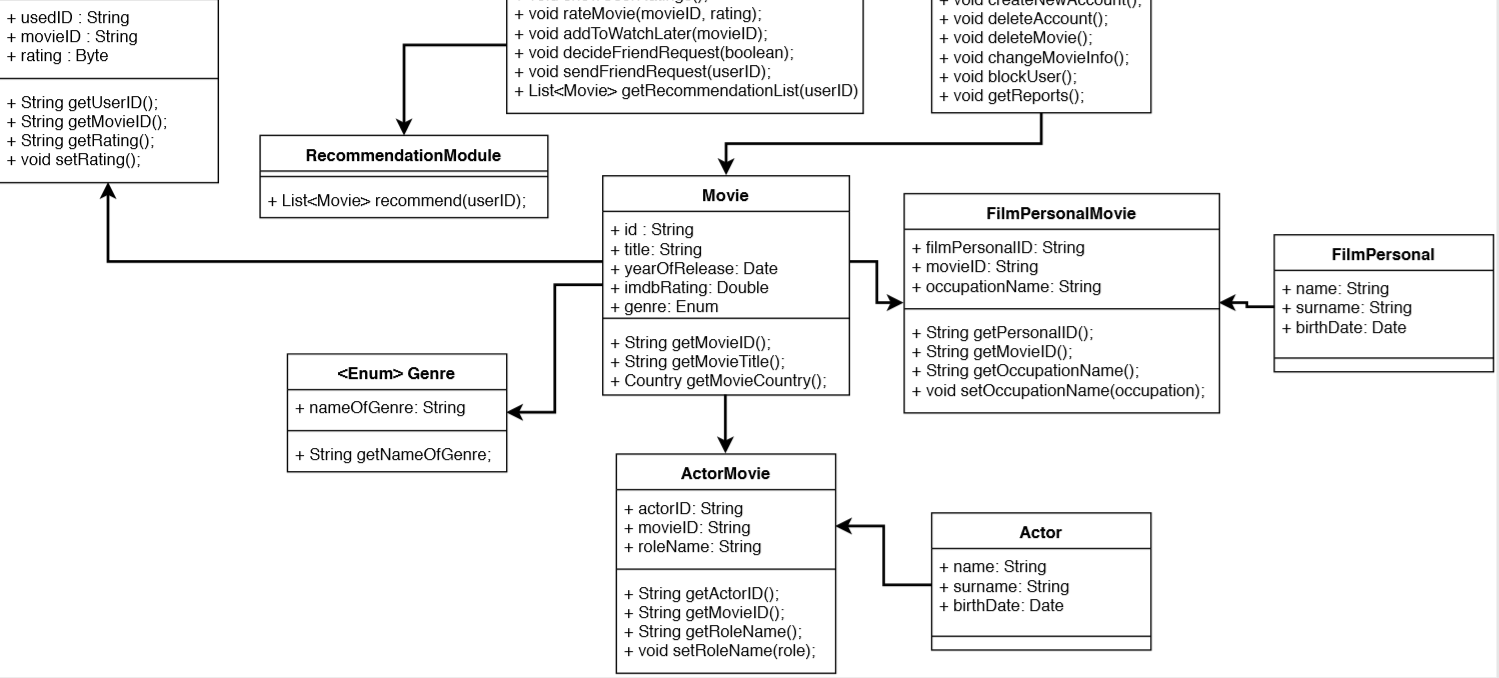 + usedID : String
+ movieID : String
+ rating : Byte
+ String getUserID();
+ String getMovieID();
+ String getRating();
+ void setRating();
+ void rateMovie(movieID, rating);
+ void addToWatchLater(movieID);
+ void decideFriendRequest(boolean);
+ void sendFriendRequest(userID);
+ List<Movie> getRecommendationList(userID)
+ void createNewAccount();
+ void deleteAccount();
+ void deleteMovie();
+ void changeMovieInfo();
+ void blockUser();
+ void getReports();
RecommendationModule
+ List<Movie> recommend(userID);
Movie
+ id : String
+ title: String
+ yearOfRelease: Date
+ imdbRating: Double
+ genre: Enum
+ String getMovieID();
+ String getMovieTitle();
+ Country getMovieCountry();
FilmPersonalMovie
+ filmPersonalID: String
+ movieID: String
+ occupationName: String
+ String getPersonalID();
+ String getMovieID();
+ String getOccupationName();
+ void setOccupationName(occupation);
FilmPersonal
+ name: String
+ surname: String
+ birthDate: Date
<Enum> Genre
+ nameOfGenre: String
+ String getNameOfGenre;
ActorMovie
+ actorID: String
+ movieID: String
+ roleName: String
+ String getActorID();
+ String getMovieID();
+ String getRoleName();
+ void setRoleName(role);
Actor
+ name: String
+ surname: String
+ birthDate: Date